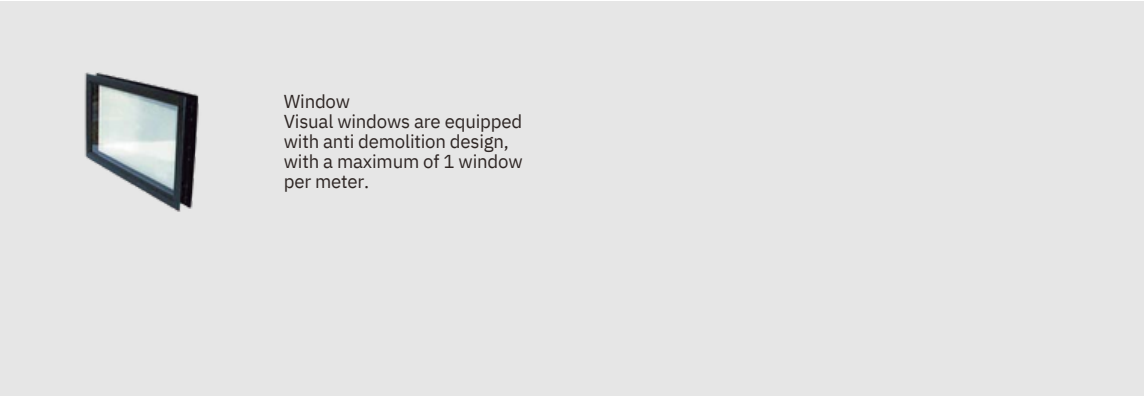 Window
Visual windows are equipped
with anti demolition design,
with a maximum of 1 window
per meter.